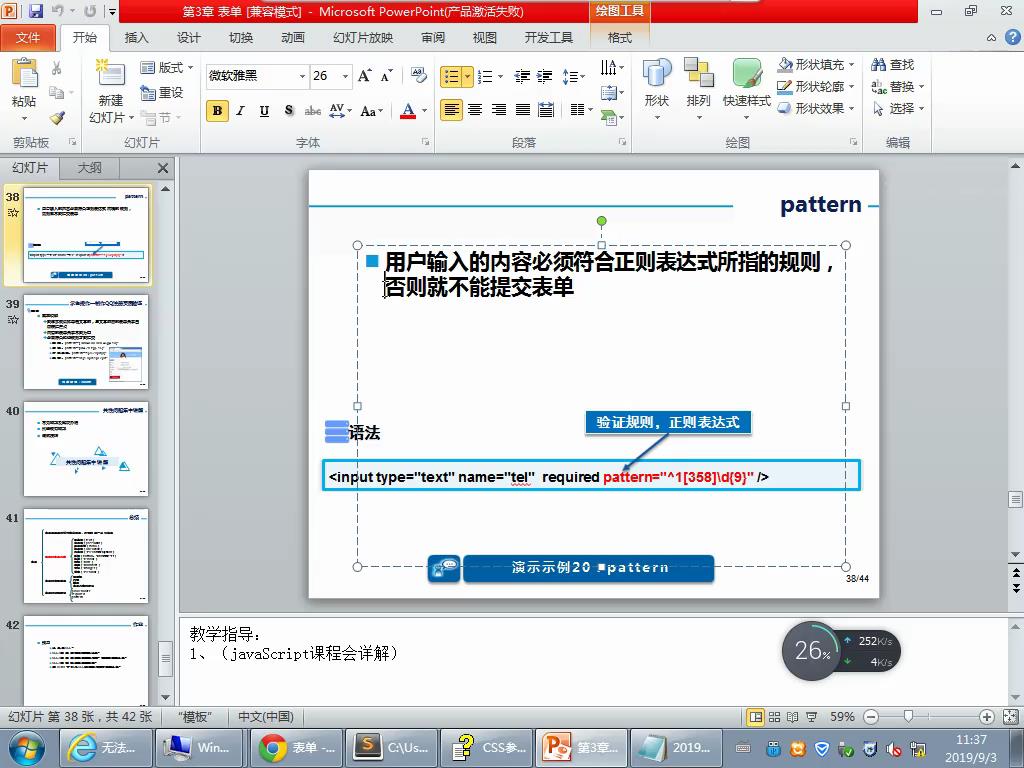 第3章 表单 [兼容模式] - Microsoft PowerPoint(产品激活失败)
绘图工具
文件 开始 插入 设计 切换 动画 幻灯片放映 审阅 视图 开发工具 格式
粘贴
新建
幻灯片
版式
重设
节
微软雅黑 26
B I U S abc AV Aa A
形状 排列 快速样式
形状填充
形状轮廓
形状效果
查找
替换
选择
剪贴板 幻灯片 字体 段落 绘图 编辑
幻灯片 大纲
38
39
40
41
42
pattern
用户输入的内容必须符合正则表达式所指的规则，
否则就不能提交表单
验证规则，正则表达式
语法
<input type="text" name="tel" required pattern="^1[358]\d{9}" />
演示示例20：pattern
38/44
教学指导：
1、（javaScript课程会详解）
26%
252K/s
4K/s
幻灯片 第 38 张，共 42 张 "模板" 中文(中国) 59%
无法... Win... 表单 -... C:\Us... CSS参... 第3章... 2019...
11:37
2019/9/3